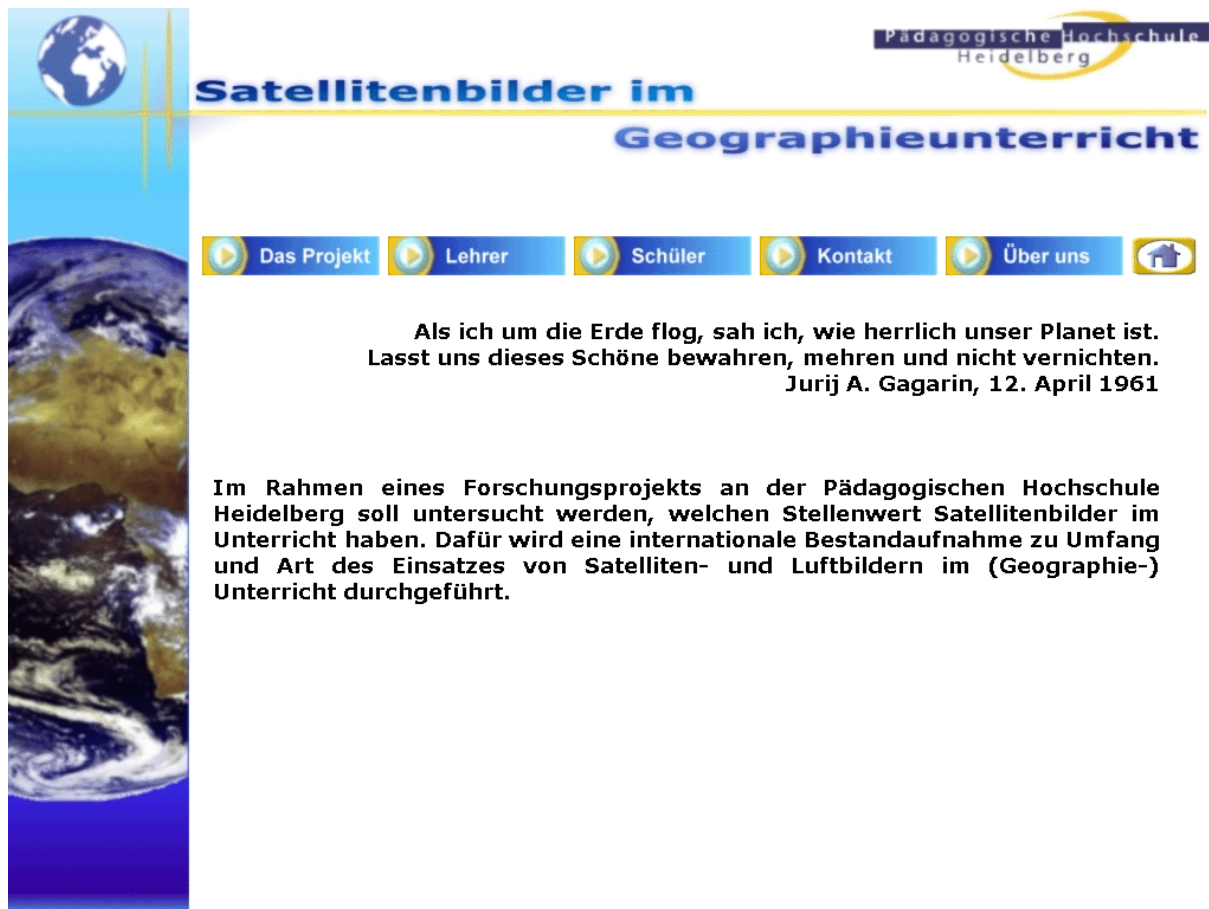 Pädagogische Hochschule
Heidelberg
Satellitenbilder im
Geographieunterricht
Das Projekt
Lehrer
Schüler
Kontakt
Über uns
Als ich um die Erde flog, sah ich, wie herrlich unser Planet ist.
Lasst uns dieses Schöne bewahren, mehren und nicht vernichten.
Jurij A. Gagarin, 12. April 1961
Im Rahmen eines Forschungsprojekts an der Pädagogischen Hochschule
Heidelberg soll untersucht werden, welchen Stellenwert Satellitenbilder im
Unterricht haben. Dafür wird eine internationale Bestandaufnahme zu Umfang
und Art des Einsatzes von Satelliten- und Luftbildern im (Geographie-)
Unterricht durchgeführt.